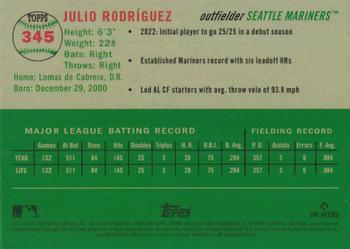 TOPPS
345
JULIO RODRÍGUEZ
outfielder SEATTLE MARINERS™
Height: 6'3"
Weight: 228
Bats: Right
Throws: Right
Home: Lomas de Cabrera, D.R.
Born: December 29, 2000
• 2022: Initial player to go 25/25 in a debut season
• Established Mariners record with six leadoff HRs
• Led AL CF starters with avg. throw velo of 93.8 mph
MAJOR LEAGUE BATTING RECORD FIELDING RECORD
Games At Bat Runs Hits Doubles Triples H.R. R.B.I. B. Avg. P.O. Assists Errors F. Avg.
YEAR 132 511 84 145 25 3 28 75 .284 357 3 6 .984
LIFE 132 511 84 145 25 3 28 75 .284 357 3 6 .984
TOPPS
PLAYERS